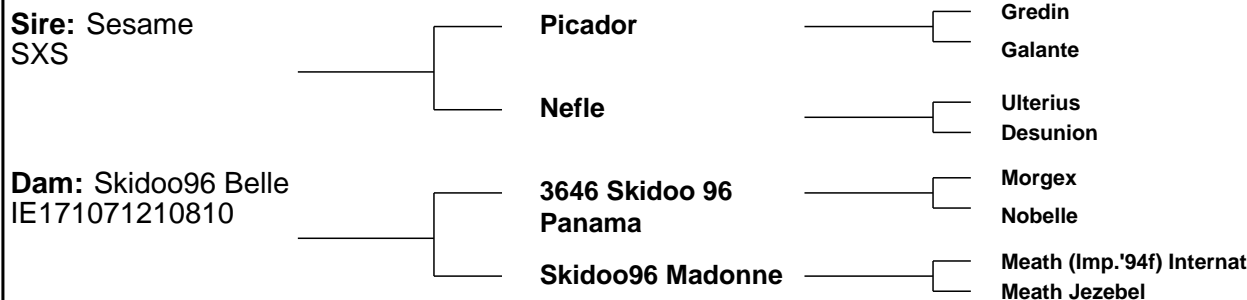 Sire: Sesame
SXS
Picador
Gredin
Galante
Nefle
Ulterius
Desunion
Dam: Skidoo96 Belle
IE171071210810
3646 Skidoo 96
Panama
Morgex
Nobelle
Skidoo96 Madonne
Meath (Imp.'94f) Internat
Meath Jezebel